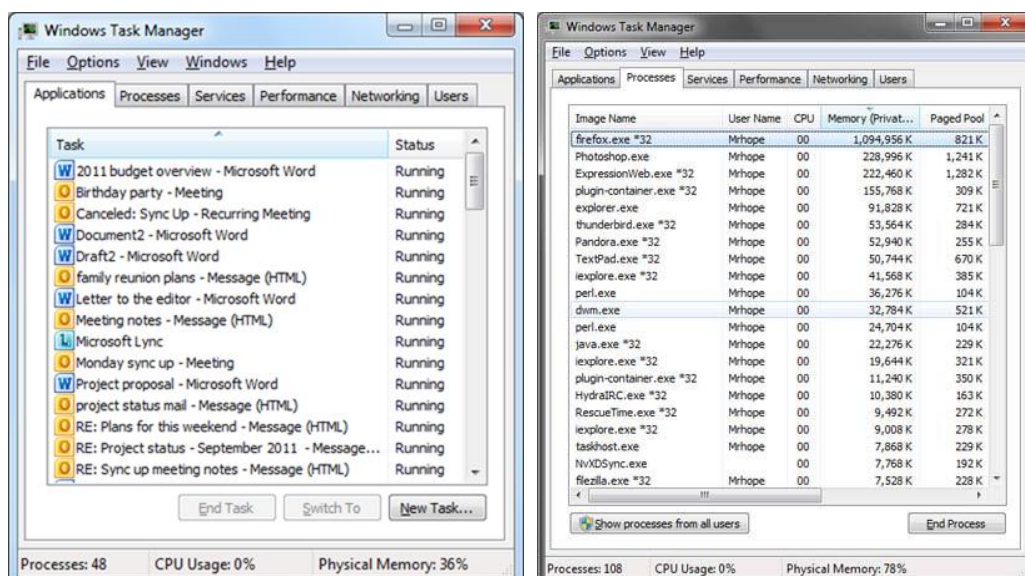 Windows Task Manager
File Options View Windows Help
Applications Processes Services Performance Networking Users
Task Status
2011 budget overview - Microsoft Word Running
Birthday party - Meeting Running
Canceled: Sync Up - Recurring Meeting Running
Document2 - Microsoft Word Running
Draft2 - Microsoft Word Running
family reunion plans - Message (HTML) Running
Letter to the editor - Microsoft Word Running
Meeting notes - Message (HTML) Running
Microsoft Lync Running
Monday sync up - Meeting Running
Project proposal - Microsoft Word Running
project status mail - Message (HTML) Running
RE: Plans for this weekend - Message (HTML) Running
RE: Project status - September 2011 - Message... Running
RE: Sync up meeting notes - Message (HTML) Running
End Task Switch To New Task...
Processes: 48 CPU Usage: 0% Physical Memory: 36%
Windows Task Manager
File Options View Help
Applications Processes Services Performance Networking Users
Image Name User Name CPU Memory (Privat... Paged Pool
firefox.exe *32 Mrhope 00 1,094,956 K 821 K
Photoshop.exe Mrhope 00 228,996 K 1,241 K
ExpressionWeb.exe *32 Mrhope 00 222,460 K 1,282 K
plugin-container.exe *32 Mrhope 00 155,768 K 309 K
explorer.exe Mrhope 00 91,828 K 721 K
thunderbird.exe *32 Mrhope 00 53,564 K 284 K
Pandora.exe *32 Mrhope 00 52,940 K 255 K
TextPad.exe *32 Mrhope 00 50,744 K 670 K
iexplore.exe *32 Mrhope 00 41,568 K 385 K
perl.exe Mrhope 00 36,276 K 104 K
dwm.exe Mrhope 00 32,784 K 521 K
perl.exe Mrhope 00 24,704 K 104 K
java.exe *32 Mrhope 00 22,276 K 229 K
iexplore.exe *32 Mrhope 00 19,644 K 321 K
plugin-container.exe *32 Mrhope 00 11,240 K 350 K
HydraIRC.exe *32 Mrhope 00 10,380 K 163 K
RescueTime.exe *32 Mrhope 00 9,492 K 272 K
iexplore.exe *32 Mrhope 00 9,008 K 278 K
taskhost.exe Mrhope 00 7,868 K 229 K
NvXDSync.exe 00 7,768 K 192 K
filezilla.exe *32 Mrhope 00 7,528 K 228 K
Show processes from all users End Process
Processes: 108 CPU Usage: 0% Physical Memory: 78%